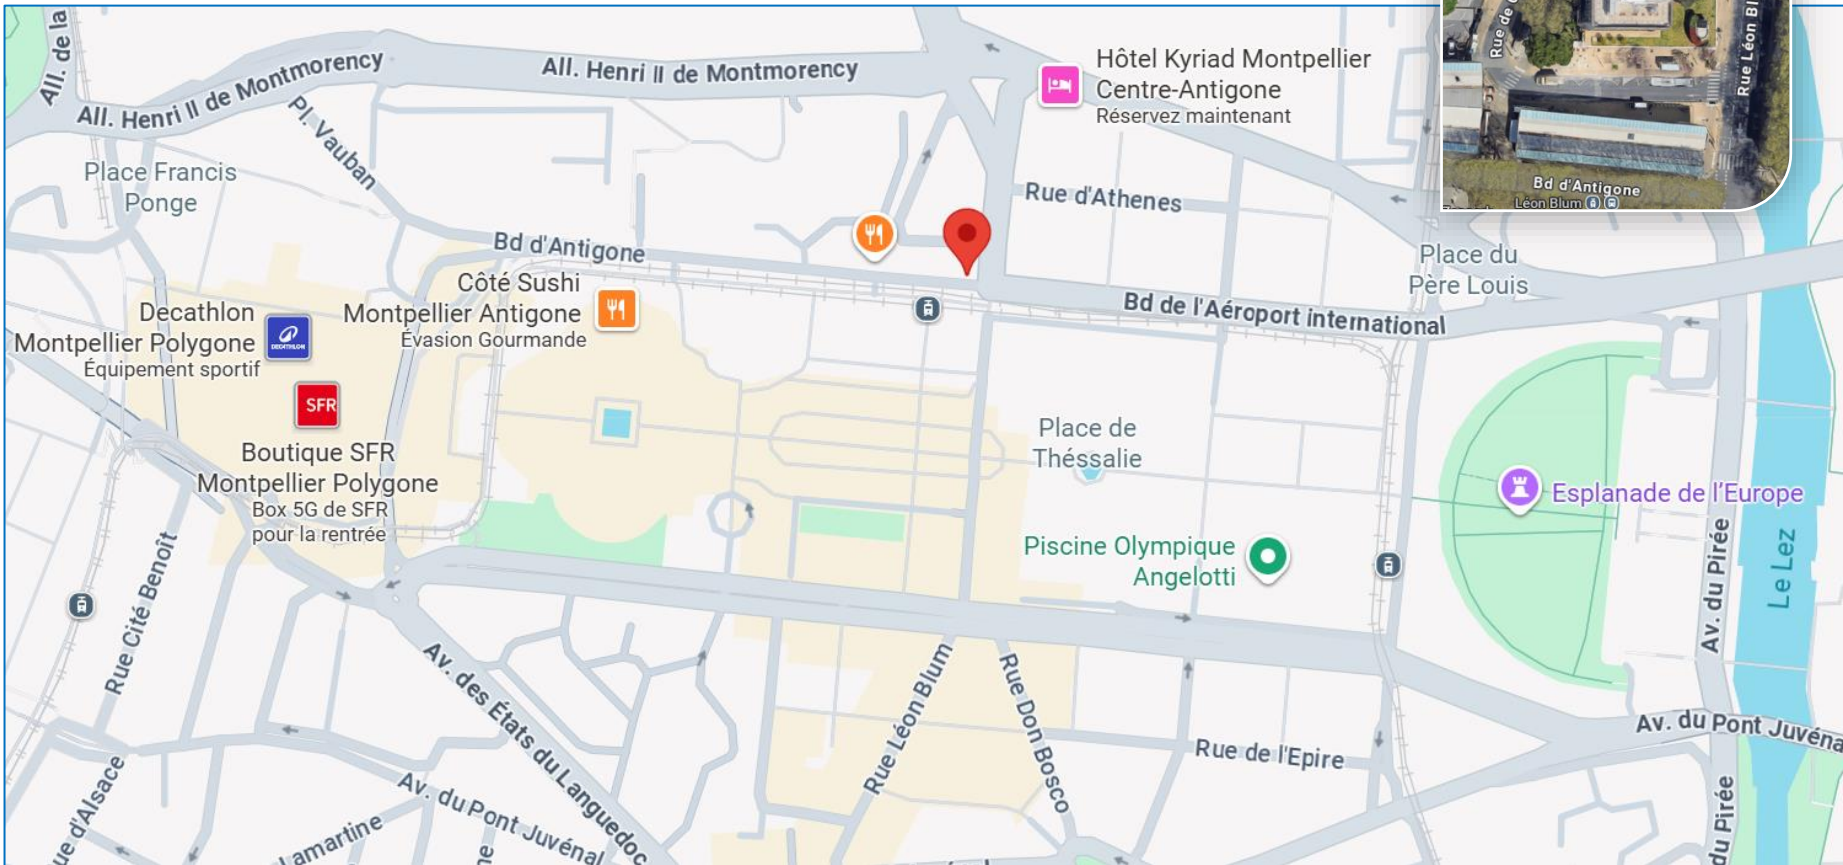 All. de la
All. Henri II de Montmorency
All. Henri II de Montmorency
Hôtel Kyriad Montpellier
Centre-Antigone
Réservez maintenant
Rue de
Rue Léon Bl
Bd d'Antigone
Léon Blum
Pl. Vauban
Place Francis
Ponge
Rue d'Athenes
Bd d'Antigone
Place du
Père Louis
Côté Sushi
Montpellier Antigone
Évasion Gourmande
Bd de l'Aéroport international
Decathlon
Montpellier Polygone
Équipement sportif
DECATHLON
SFR
Boutique SFR
Montpellier Polygone
Box 5G de SFR
pour la rentrée
Place de
Théssalie
Esplanade de l'Europe
Piscine Olympique
Angelotti
Le Lez
Av. du Pirée
Rue Cité Benoît
Av. des États du Languedoc
Rue Léon Blum
Rue Don Bosco
Rue de l'Epire
Av. du Pont Juvéna
ue d'Alsace
Av. du Pont Juvénal
Lamartine
du Pirée